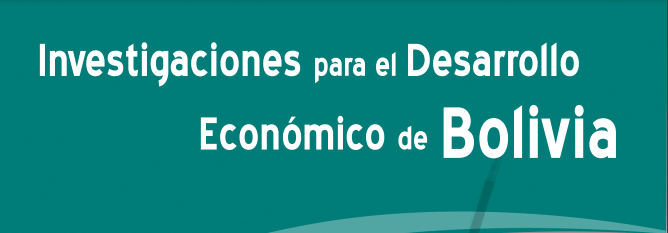 Investigaciones para el Desarrollo
Económico de Bolivia